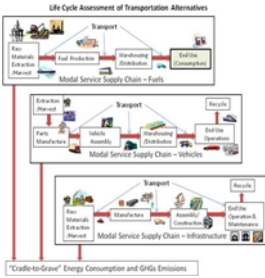 Life Cycle Assessment of Transportation Alternatives
Transport
Raw
Materials
Extraction
/Harvest
Fuel Production
Warehousing
/Distribution
End Use
(Consumption)
Modal Service Supply Chain – Fuels
Extraction
/Harvest
Transport
Recycle
Parts
Manufacture
Vehicle
Assembly
Warehousing
/Distribution
End Use
Operations
Modal Service Supply Chain – Vehicles
Transport
Recycle
Raw
Materials
Extraction
/Harvest
Manufacture
Assembly/
Construction
End Use
Operation &
Maintenance
Modal Service Supply Chain – Infrastructure
"Cradle-to-Grave" Energy Consumption and GHGs Emissions